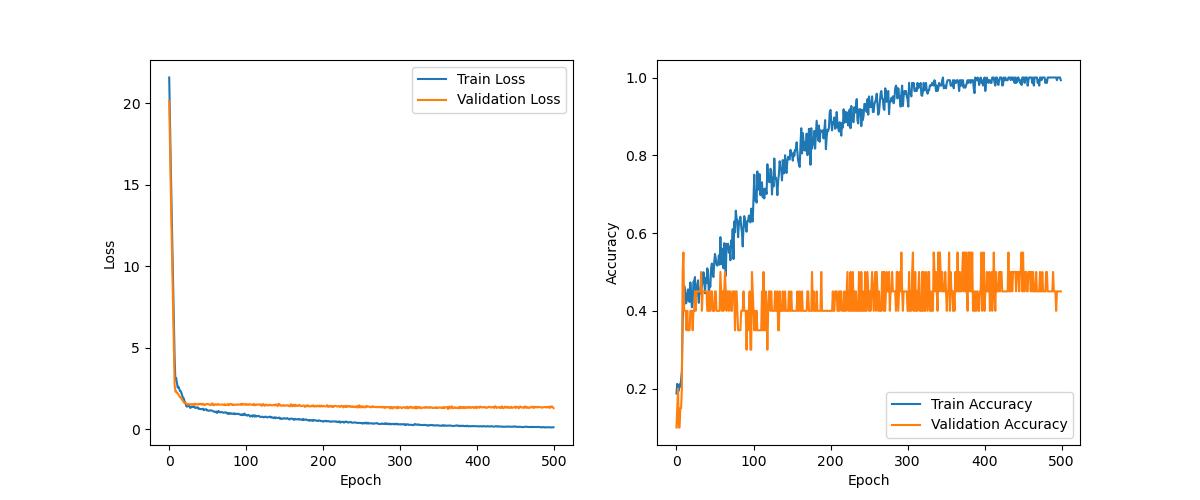 Train Loss
Validation Loss
20
15
10
5
0
Loss
0 100 200 300 400 500
Epoch
1.0
0.8
0.6
0.4
0.2
Accuracy
Train Accuracy
Validation Accuracy
0 100 200 300 400 500
Epoch